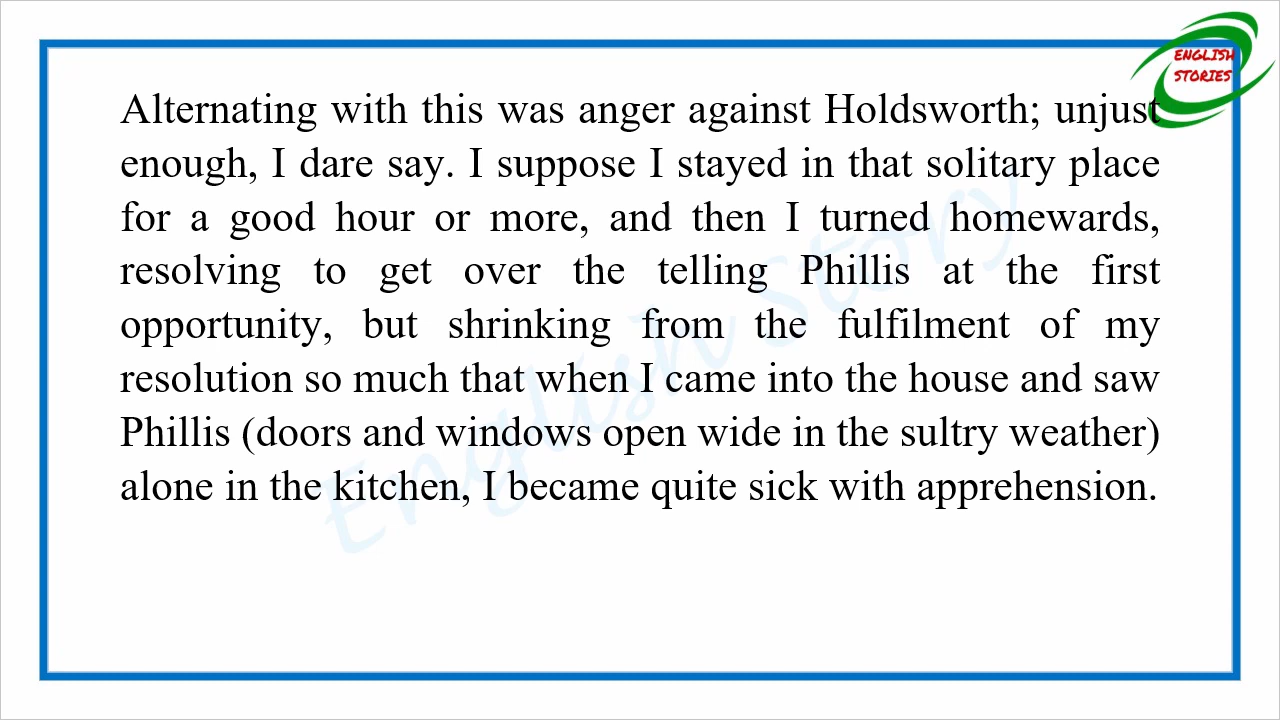 ENGLISH
STORIES
Alternating with this was anger against Holdsworth; unjust
enough, I dare say. I suppose I stayed in that solitary place
for a good hour or more, and then I turned homewards,
resolving to get over the telling Phillis at the first
opportunity, but shrinking from the fulfilment of my
resolution so much that when I came into the house and saw
Phillis (doors and windows open wide in the sultry weather)
alone in the kitchen, I became quite sick with apprehension.
English Story